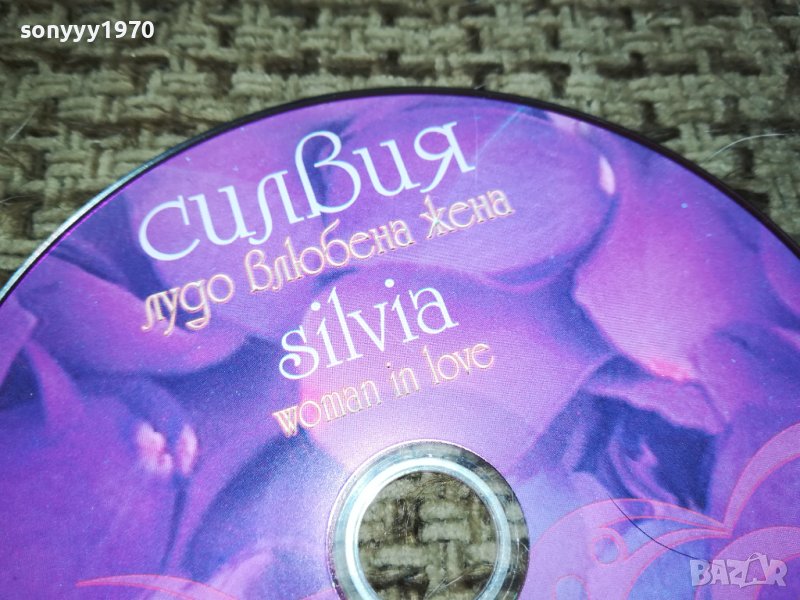 sonyyy1970
силвия
лудо влюбена жена
silvia
woman in love
BAZAR